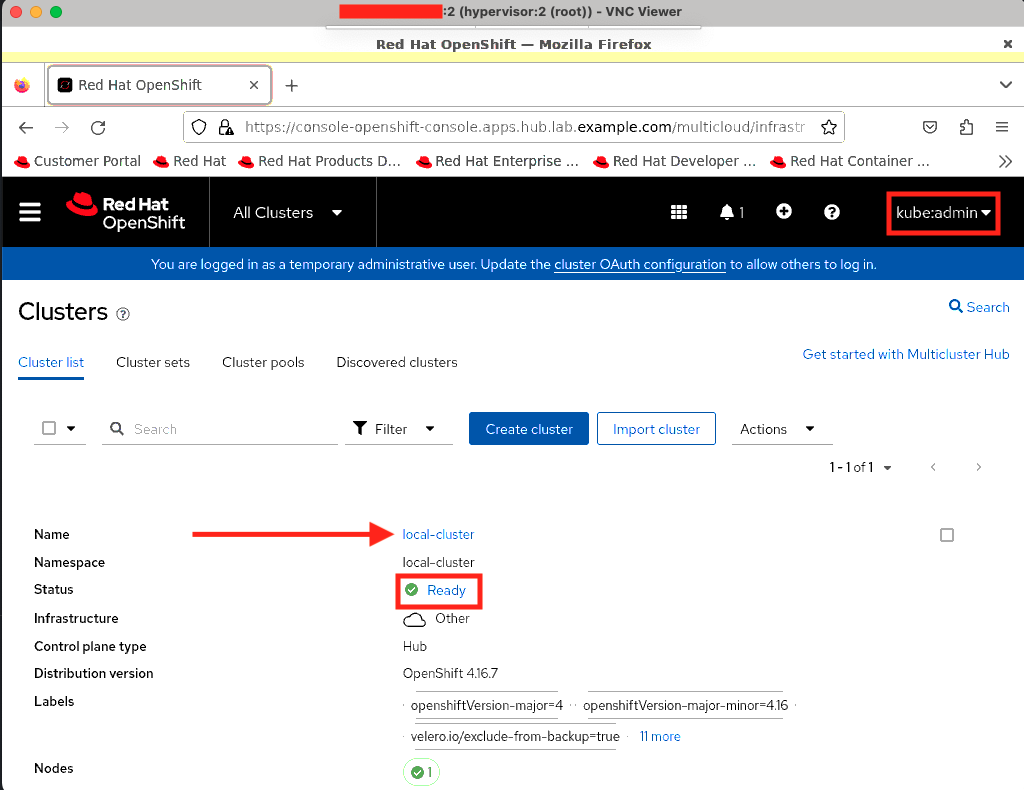 :2 (hypervisor:2 (root)) - VNC Viewer
Red Hat OpenShift — Mozilla Firefox
Red Hat OpenShift
https://console-openshift-console.apps.hub.lab.example.com/multicloud/infrastr
Customer Portal Red Hat Red Hat Products D... Red Hat Enterprise ... Red Hat Developer ... Red Hat Container ...
Red Hat
OpenShift
All Clusters
1
kube:admin
You are logged in as a temporary administrative user. Update the cluster OAuth configuration to allow others to log in.
Clusters
Search
Cluster list Cluster sets Cluster pools Discovered clusters
Get started with Multicluster Hub
Search Filter Create cluster Import cluster Actions
1 - 1 of 1
Name local-cluster
Namespace local-cluster
Status Ready
Infrastructure Other
Control plane type Hub
Distribution version OpenShift 4.16.7
Labels openshiftVersion-major=4 openshiftVersion-major-minor=4.16
velero.io/exclude-from-backup=true 11 more
Nodes 1